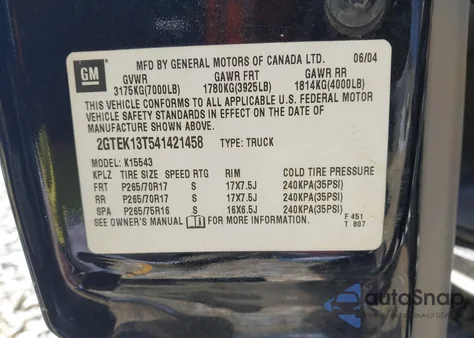 GM
MFD BY GENERAL MOTORS OF CANADA LTD. 06/04
GVWR GAWR FRT GAWR RR
3175KG(7000LB) 1780KG(3925LB) 1814KG(4000LB)
THIS VEHICLE CONFORMS TO ALL APPLICABLE U.S. FEDERAL MOTOR
VEHICLE SAFETY STANDARDS IN EFFECT ON THE DATE OF
MANUFACTURE SHOWN ABOVE.
2GTEK13T541421458 TYPE: TRUCK
MODEL: K15543
KPLZ TIRE SIZE SPEED RTG RIM COLD TIRE PRESSURE
FRT P265/70R17 S 17X7.5J 240KPA(35PSI)
RR P265/70R17 S 17X7.5J 240KPA(35PSI)
SPA P265/75R16 S 16X6.5J 240KPA(35PSI)
SEE OWNER'S MANUAL FOR MORE INFORMATION.
F 451
T 807
autoSnap